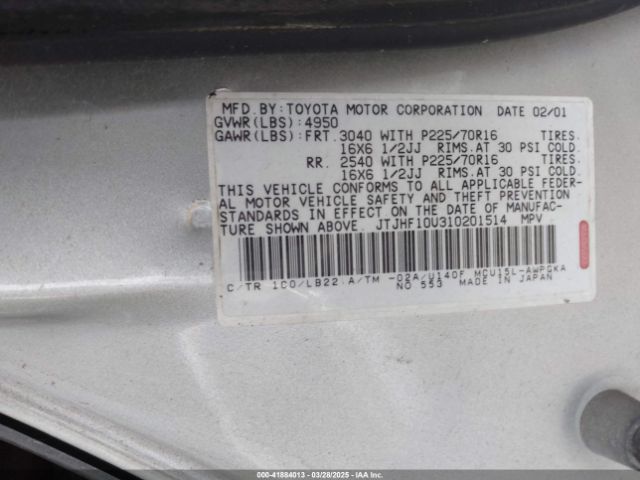 MFD.BY:TOYOTA MOTOR CORPORATION DATE 02/01
GVWR(LBS):4950
GAWR(LBS):FRT.3040 WITH P225/70R16 TIRES.
16X6 1/2JJ RIMS.AT 30 PSI COLD.
RR. 2540 WITH P225/70R16 TIRES.
16X6 1/2JJ RIMS.AT 30 PSI COLD.
THIS VEHICLE CONFORMS TO ALL APPLICABLE FEDER-
AL MOTOR VEHICLE SAFETY AND THEFT PREVENTION
STANDARDS IN EFFECT ON THE DATE OF MANUFAC-
TURE SHOWN ABOVE. JTJHF10U310201514 MPV
C/TR 1C0/LB22 A/TM -02A/U140F MCU15L-AWPGKA
NO 553 MADE IN JAPAN
000-41884013 | 03/28/2025 - IAAI.COM